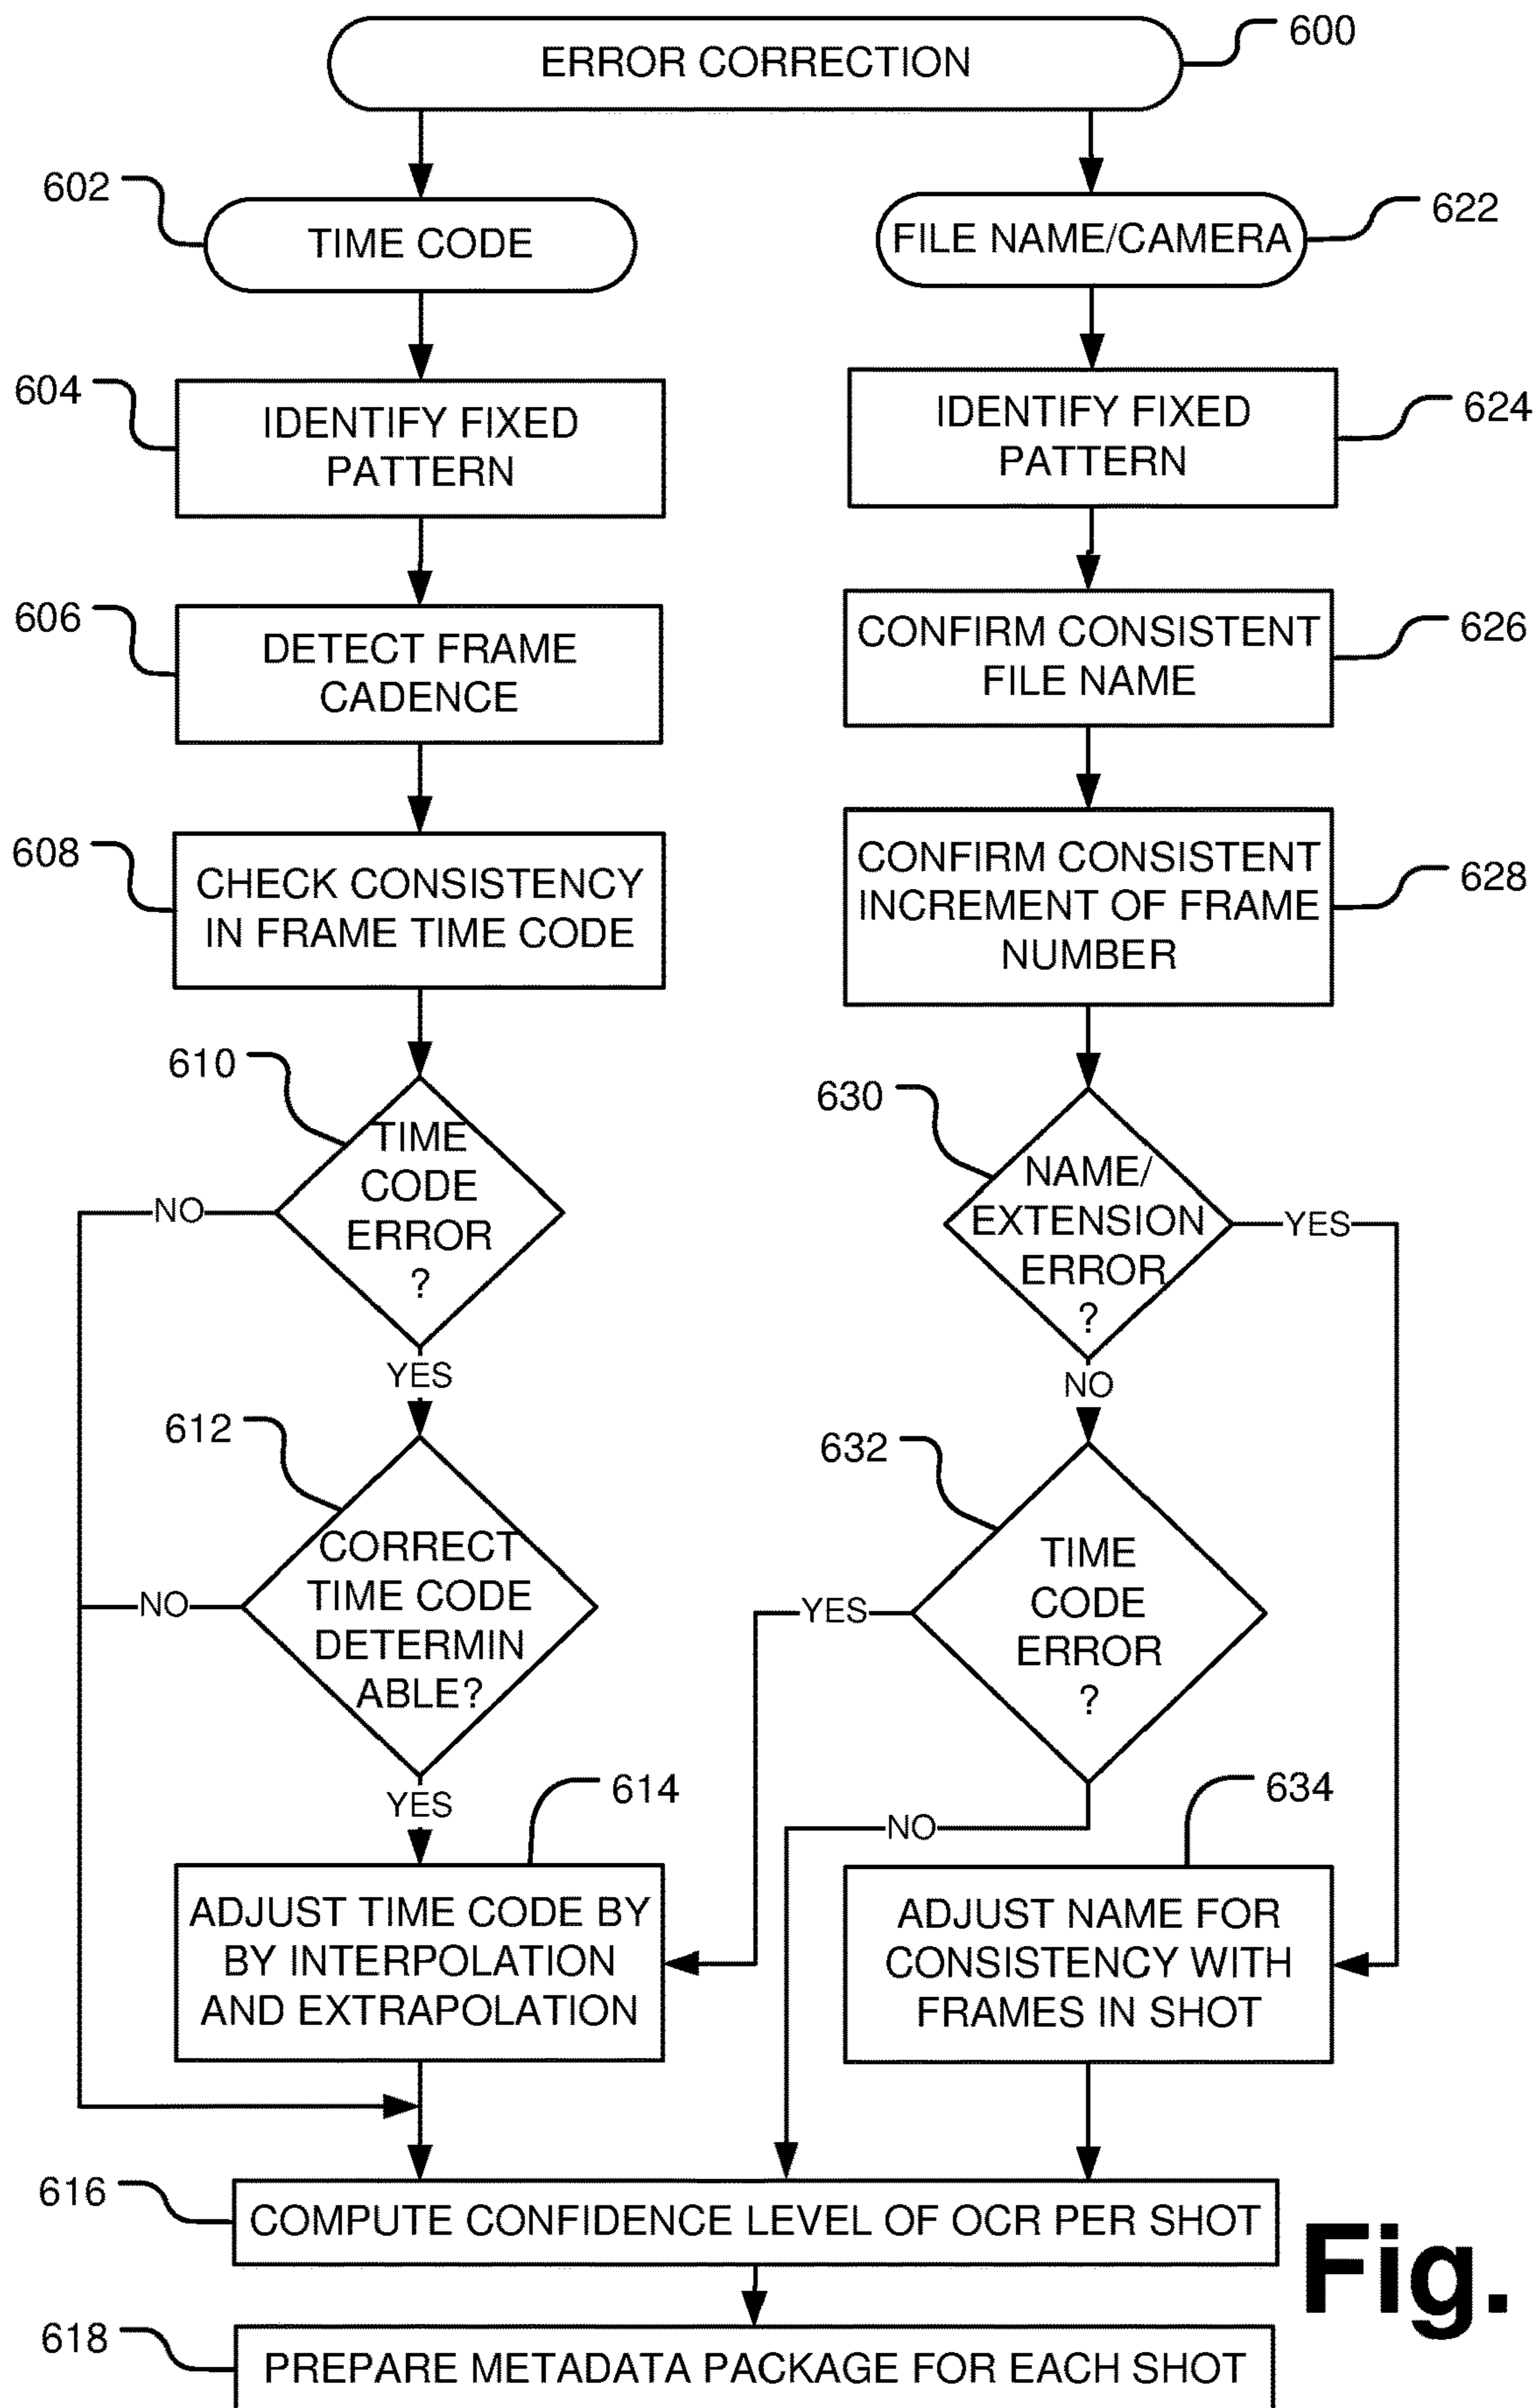 ERROR CORRECTION
600
602
TIME CODE
FILE NAME/CAMERA
622
604
IDENTIFY FIXED
PATTERN
IDENTIFY FIXED
PATTERN
624
606
DETECT FRAME
CADENCE
CONFIRM CONSISTENT
FILE NAME
626
608
CHECK CONSISTENCY
IN FRAME TIME CODE
CONFIRM CONSISTENT
INCREMENT OF FRAME
NUMBER
628
610
TIME
CODE
ERROR
?
NO
YES
630
NAME/
EXTENSION
ERROR
?
YES
NO
612
CORRECT
TIME CODE
DETERMIN
ABLE?
NO
YES
632
TIME
CODE
ERROR
?
YES
NO
614
ADJUST TIME CODE BY
BY INTERPOLATION
AND EXTRAPOLATION
634
ADJUST NAME FOR
CONSISTENCY WITH
FRAMES IN SHOT
616
COMPUTE CONFIDENCE LEVEL OF OCR PER SHOT
Fig.
618
PREPARE METADATA PACKAGE FOR EACH SHOT